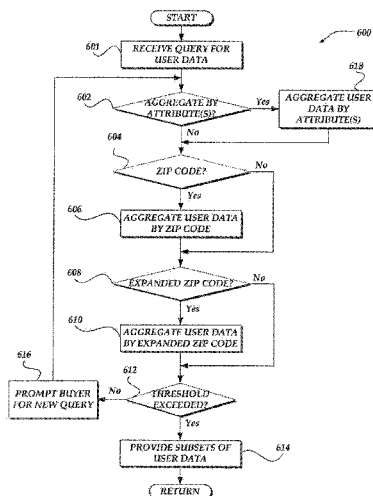 START
600
601
RECEIVE QUERY FOR
USER DATA
602
AGGREGATE BY
ATTRIBUTE(S)?
Yes
618
AGGREGATE USER
DATA BY
ATTRIBUTE(S)
No
604
ZIP CODE?
No
Yes
606
AGGREGATE USER DATA
BY ZIP CODE
608
EXPANDED ZIP CODE?
No
Yes
610
AGGREGATE USER DATA
BY EXPANDED ZIP CODE
612
THRESHOLD
EXCEEDED?
No
616
PROMPT BUYER
FOR NEW QUERY
Yes
PROVIDE SUBSETS OF
USER DATA
614
RETURN